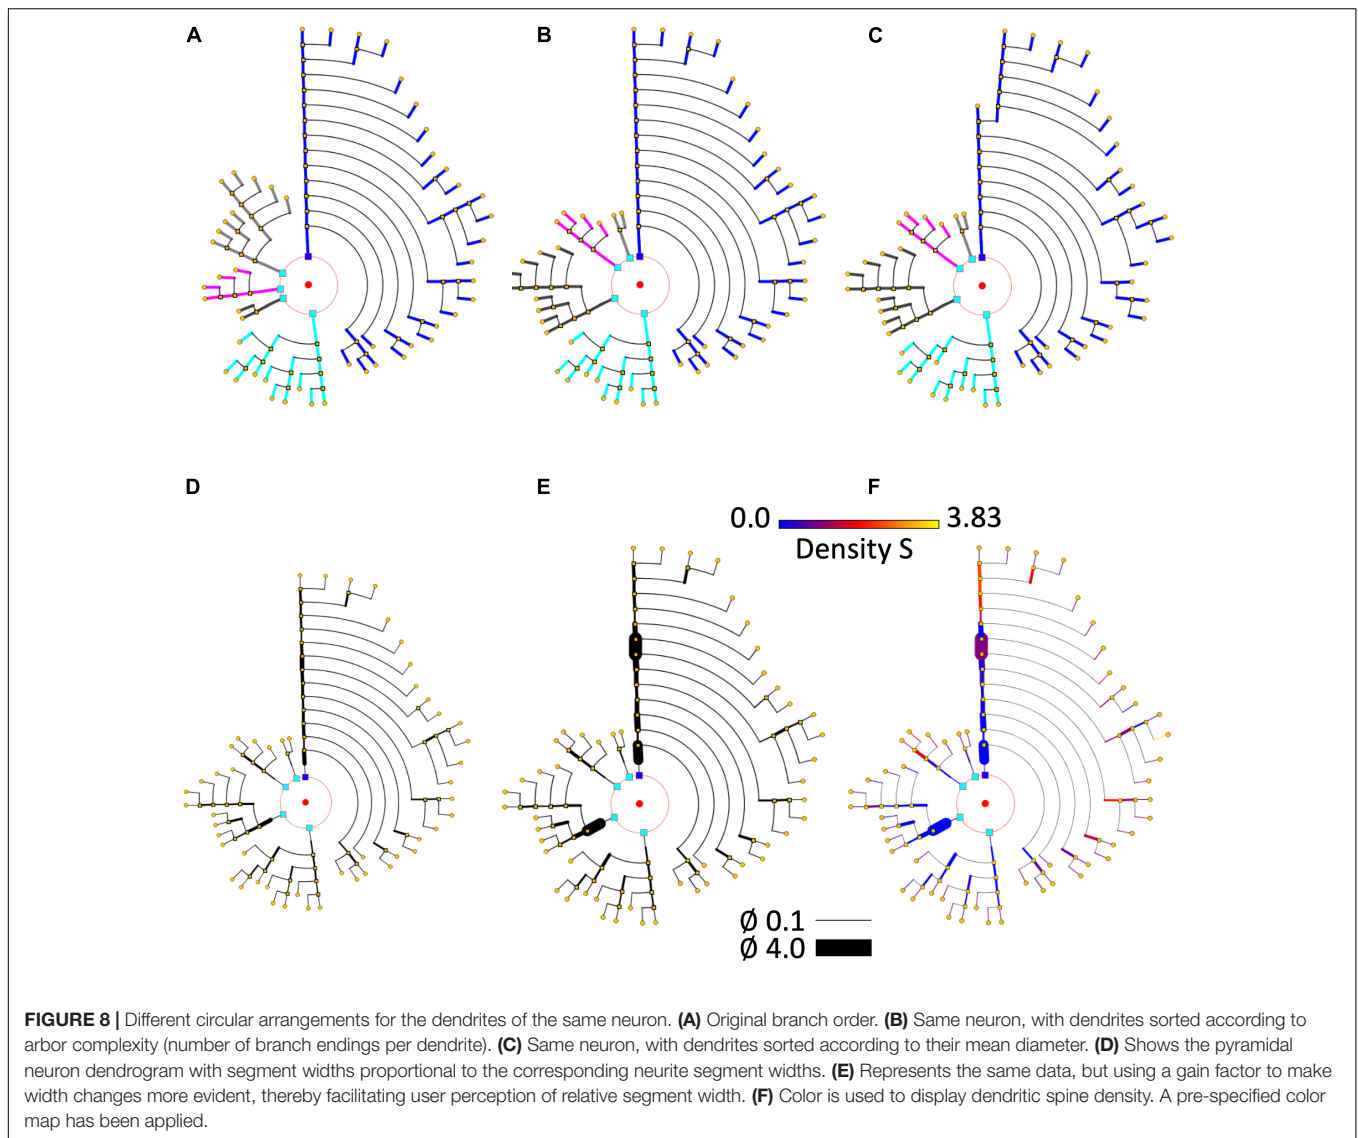 A
B
C
D
E
F
0.0
3.83
Density S
Ø 0.1
Ø 4.0
FIGURE 8 | Different circular arrangements for the dendrites of the same neuron. (A) Original branch order. (B) Same neuron, with dendrites sorted according to
arbor complexity (number of branch endings per dendrite). (C) Same neuron, with dendrites sorted according to their mean diameter. (D) Shows the pyramidal
neuron dendrogram with segment widths proportional to the corresponding neurite segment widths. (E) Represents the same data, but using a gain factor to make
width changes more evident, thereby facilitating user perception of relative segment width. (F) Color is used to display dendritic spine density. A pre-specified color
map has been applied.